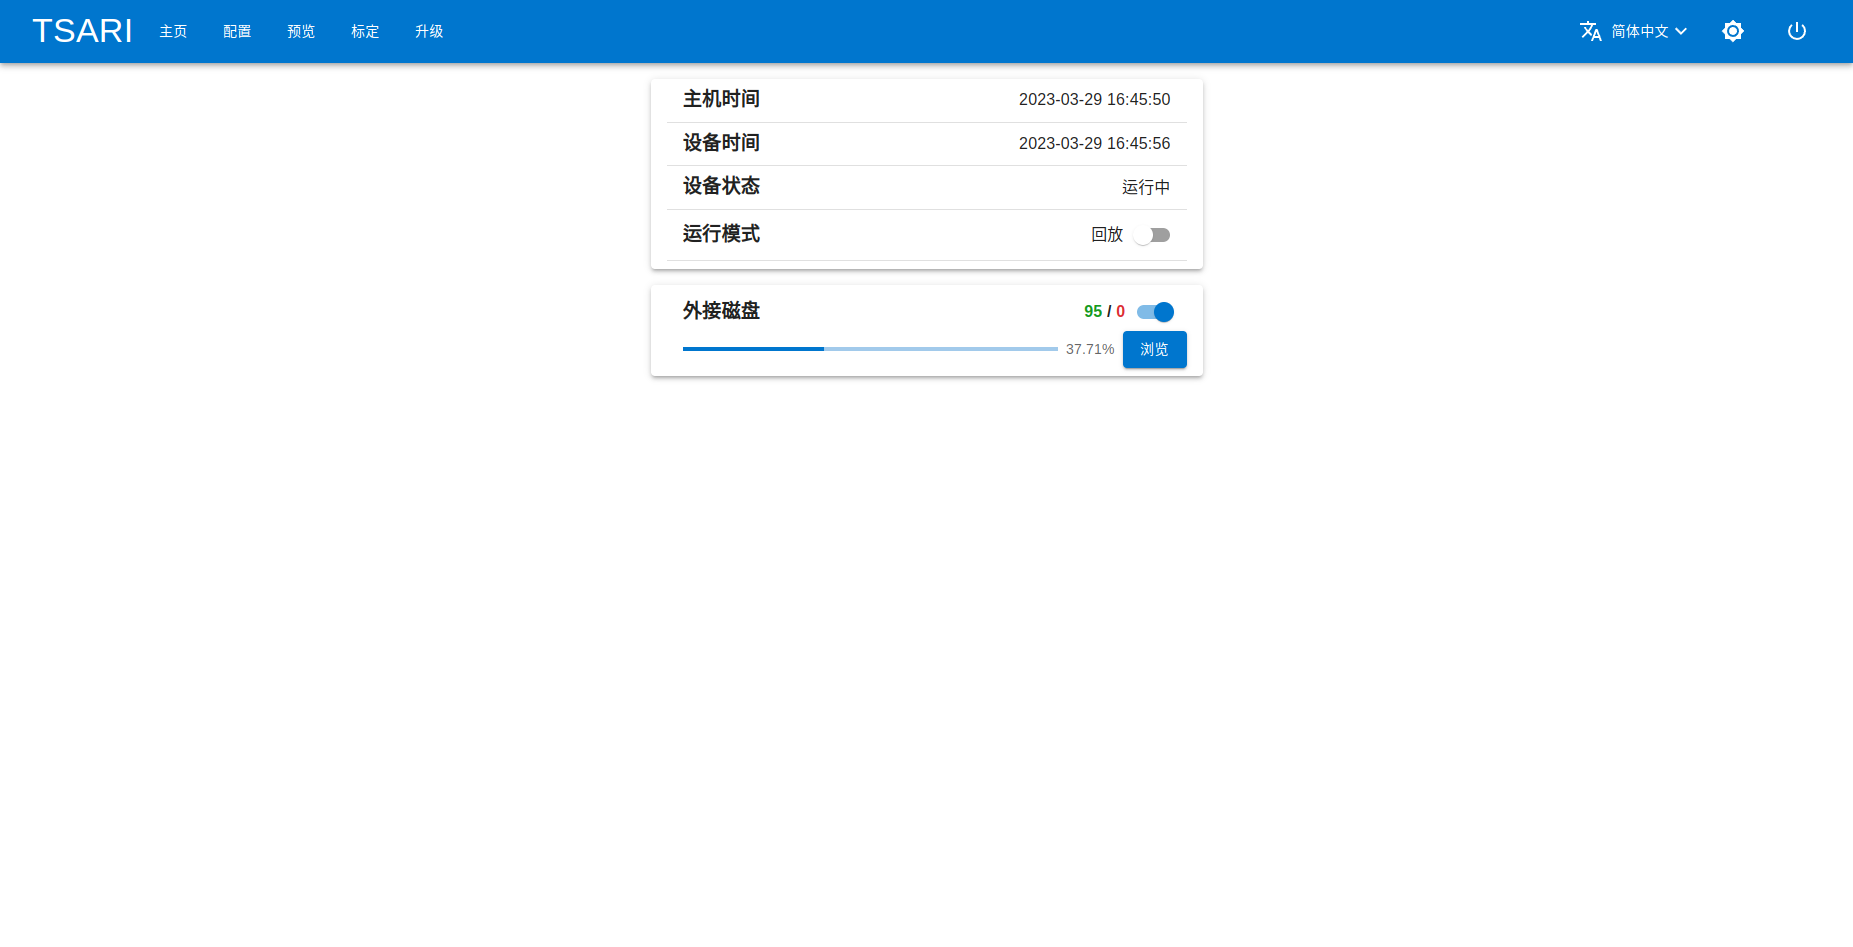 TSARI 主页 配置 预览 标定 升级 简体中文
主机时间 2023-03-29 16:45:50
设备时间 2023-03-29 16:45:56
设备状态 运行中
运行模式 回放
外接磁盘 95 / 0
37.71% 浏览